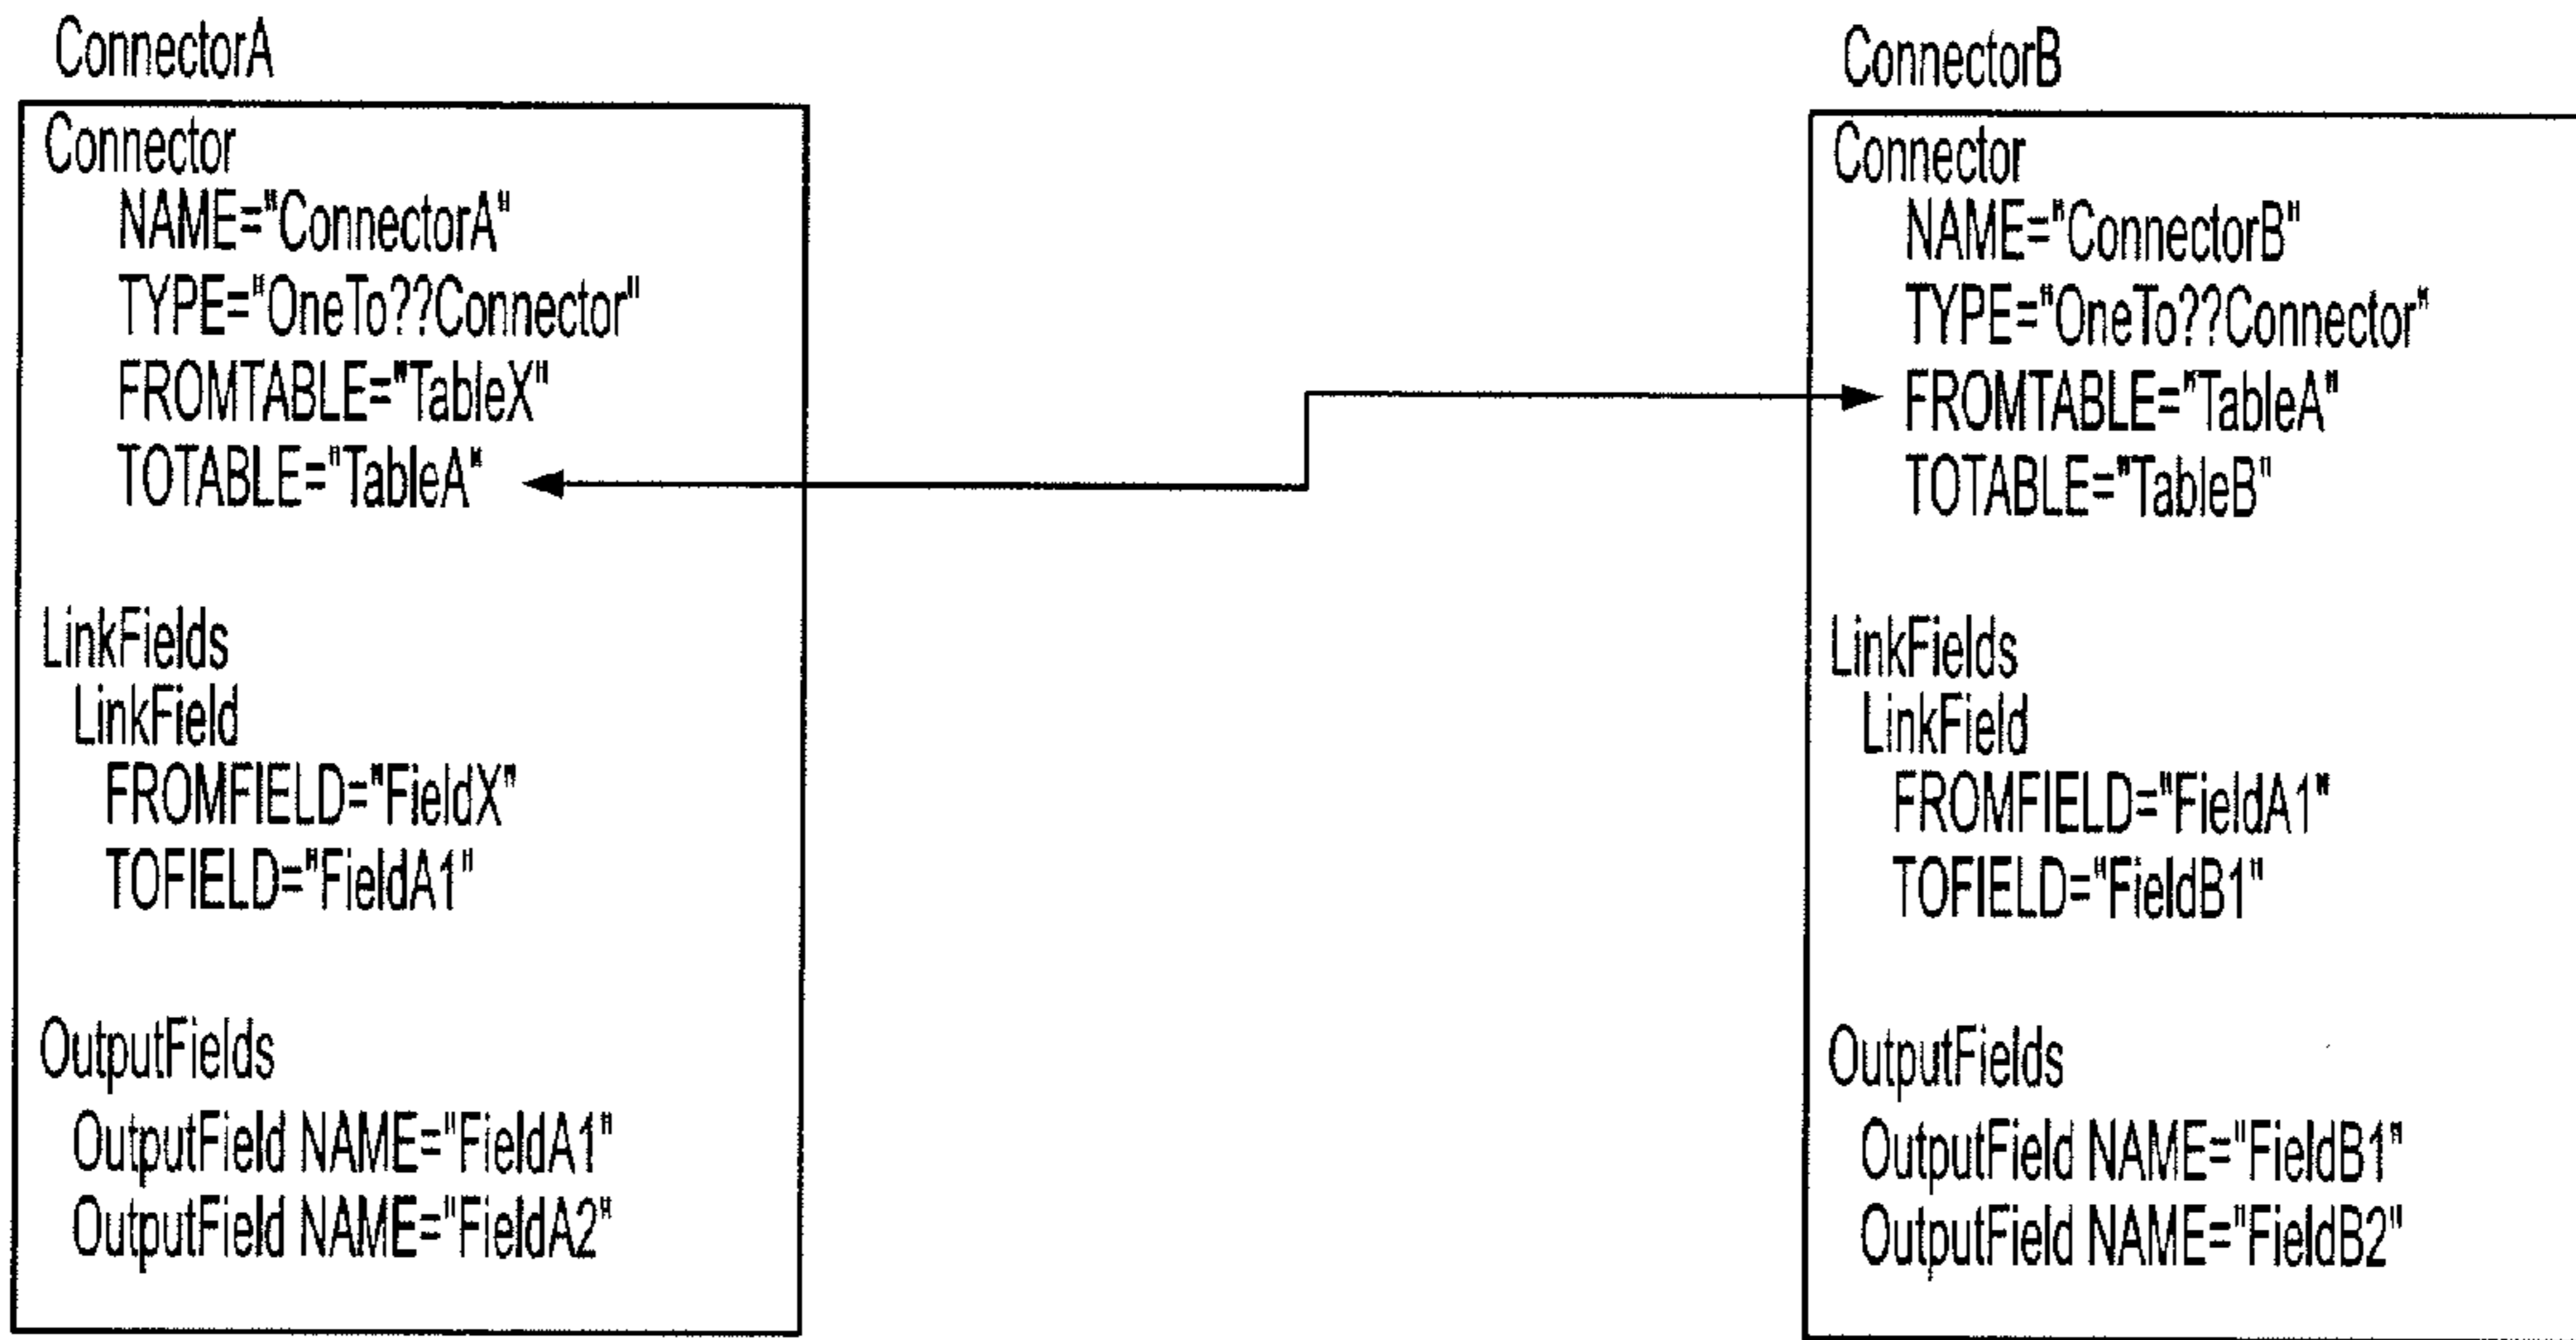 ConnectorA
Connector
NAME="ConnectorA"
TYPE="OneTo??Connector"
FROMTABLE="TableX"
TOTABLE="TableA"
LinkFields
LinkField
FROMFIELD="FieldX"
TOFIELD="FieldA1"
OutputFields
OutputField NAME="FieldA1"
OutputField NAME="FieldA2"
ConnectorB
Connector
NAME="ConnectorB"
TYPE="OneTo??Connector"
FROMTABLE="TableA"
TOTABLE="TableB"
LinkFields
LinkField
FROMFIELD="FieldA1"
TOFIELD="FieldB1"
OutputFields
OutputField NAME="FieldB1"
OutputField NAME="FieldB2"